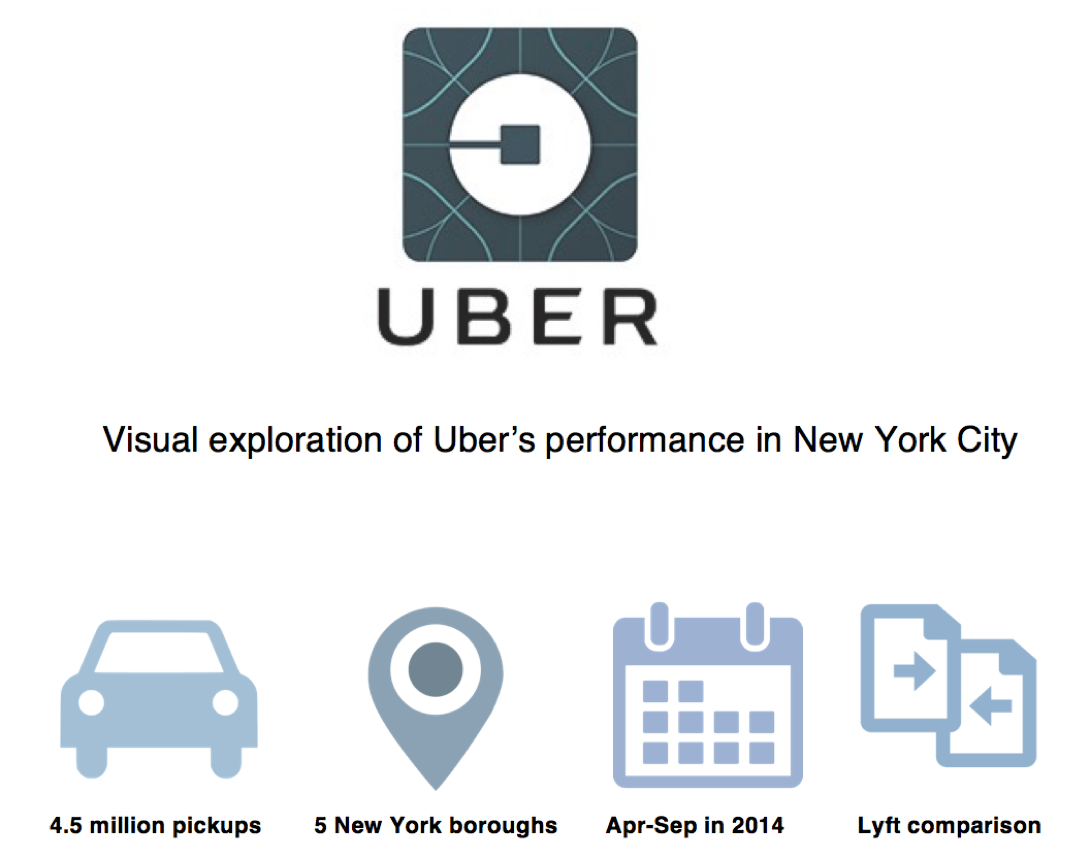 UBER
Visual exploration of Uber’s performance in New York City
4.5 million pickups
5 New York boroughs
Apr-Sep in 2014
Lyft comparison